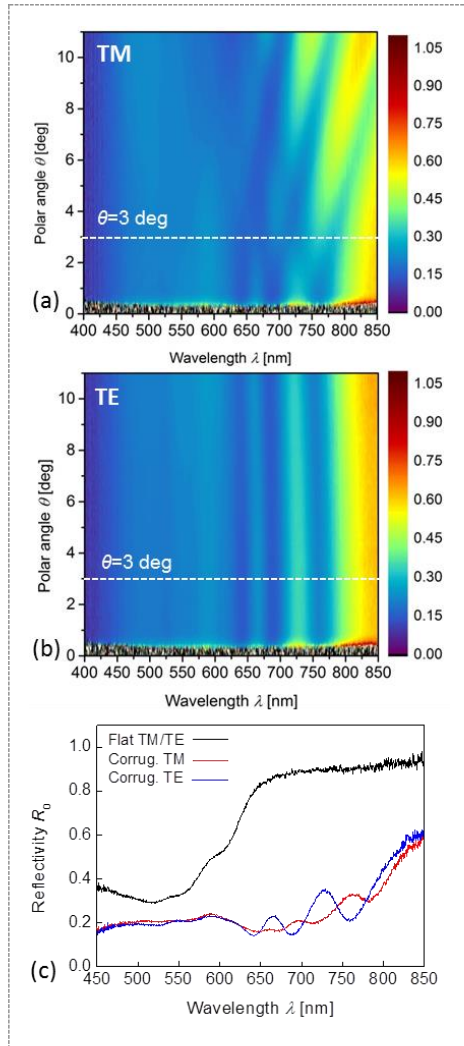 TM
Polar angle θ [deg]
10
8
6
4
2
0
θ=3 deg
(a)
400 450 500 550 600 650 700 750 800 850
Wavelength λ [nm]
1.05
0.90
0.75
0.60
0.45
0.30
0.15
0.00
TE
Polar angle θ [deg]
10
8
6
4
2
0
θ=3 deg
(b)
400 450 500 550 600 650 700 750 800 850
Wavelength λ [nm]
1.05
0.90
0.75
0.60
0.45
0.30
0.15
0.00
Flat TM/TE
Corrug. TM
Corrug. TE
Reflectivity R0
1.0
0.8
0.6
0.4
0.2
0.0
(c)
450 500 550 600 650 700 750 800 850
Wavelength λ [nm]